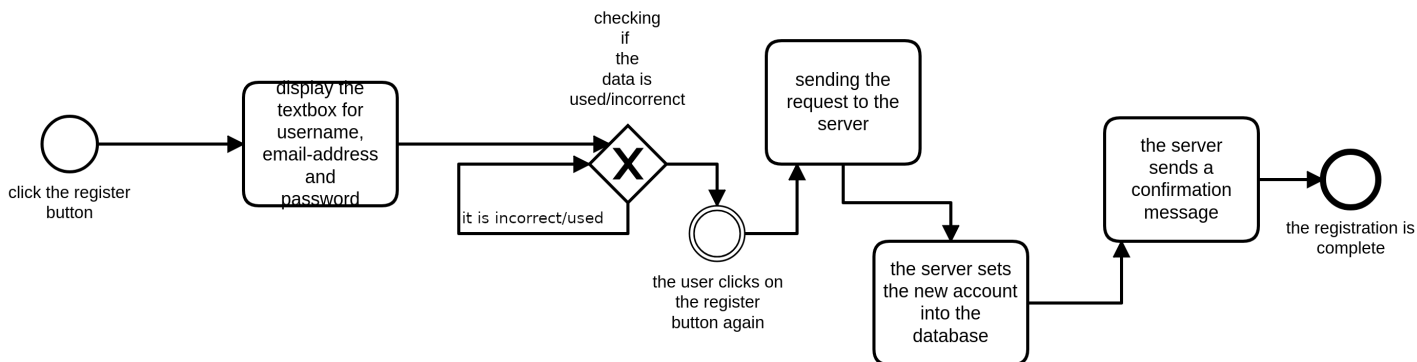 click the register
button
display the
textbox for
username,
email-address
and
password
checking
if
the
data is
used/incorrenct
it is incorrect/used
the user clicks on
the register
button again
sending the
request to the
server
the server sets
the new account
into the
database
the server
sends a
confirmation
message
the registration is
complete